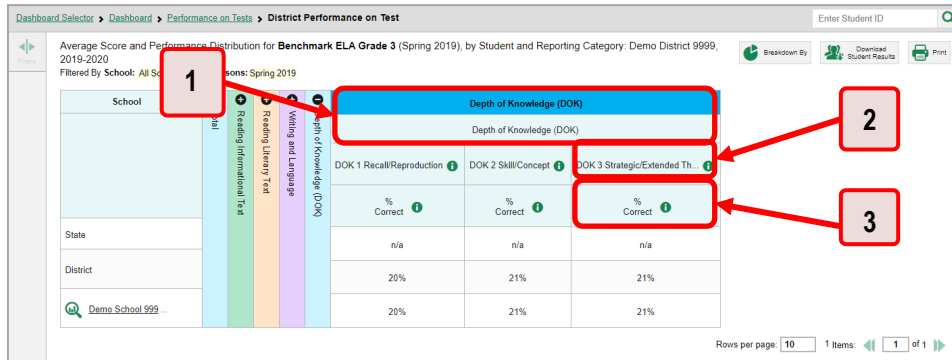 Dashboard Selector > Dashboard > Performance on Tests > District Performance on Test
Enter Student ID
Filters
Average Score and Performance Distribution for Benchmark ELA Grade 3 (Spring 2019), by Student and Reporting Category: Demo District 9999,
2019-2020
Filtered By School: All Sc sons: Spring 2019
Breakdown By
Download
Student Results
Print
1
2
3
School
Total
Reading Informational Text
Reading Literary Text
Writing and Language
Depth of Knowledge (DOK)
Depth of Knowledge (DOK)
Depth of Knowledge (DOK)
DOK 1 Recall/Reproduction
DOK 2 Skill/Concept
DOK 3 Strategic/Extended Th...
%
Correct
%
Correct
%
Correct
State
n/a
n/a
n/a
District
20%
21%
21%
Demo School 999...
20%
21%
21%
Rows per page: 10 1 Items: 1 of 1